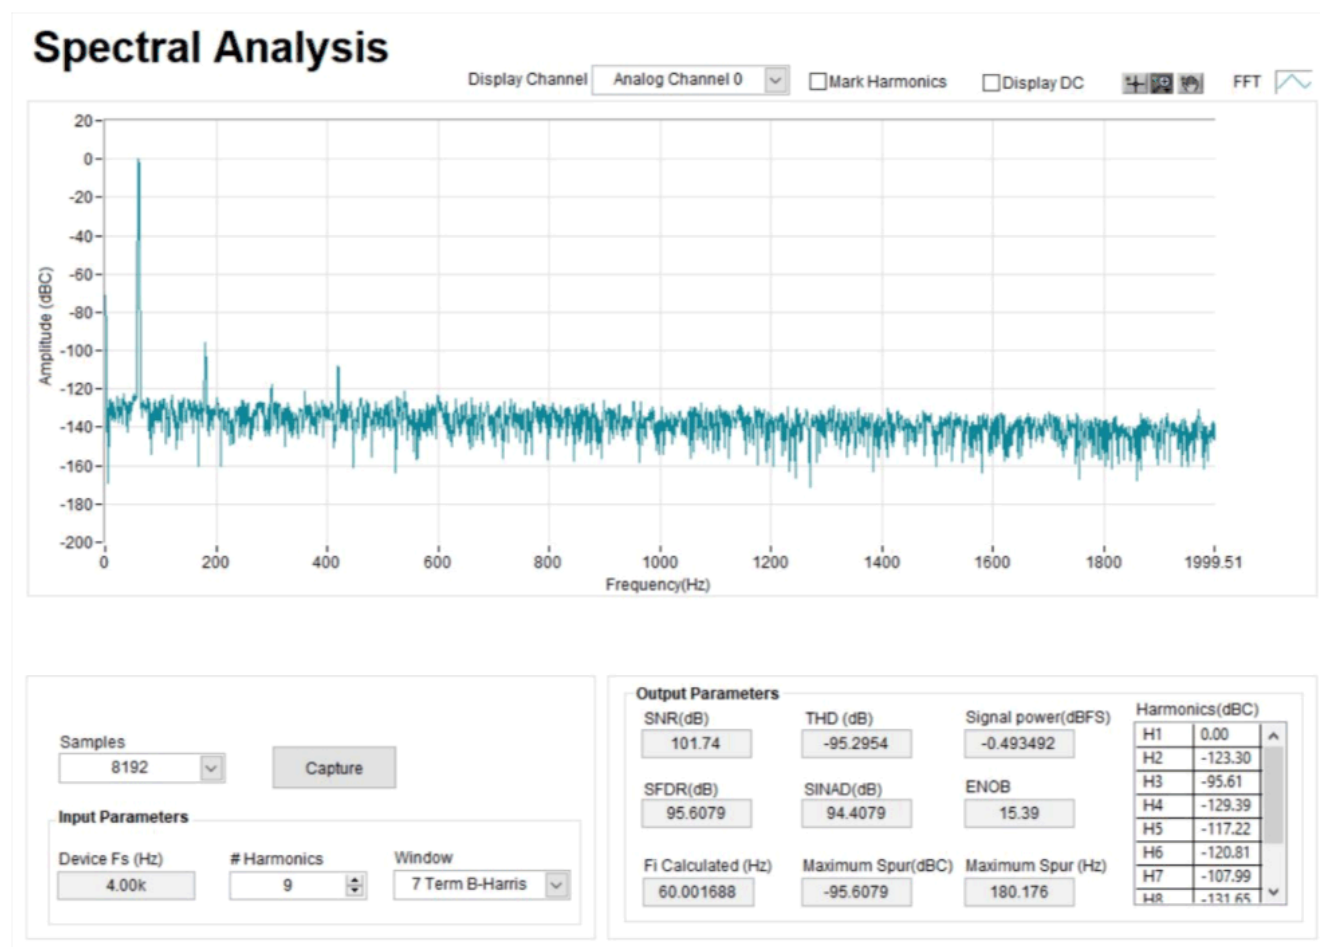 Spectral Analysis
Display Channel Analog Channel 0 Mark Harmonics Display DC FFT
20
0
-20
-40
-60
-80
-100
-120
-140
-160
-180
-200
Amplitude (dBC)
0 200 400 600 800 1000 1200 1400 1600 1800 1999.51
Frequency(Hz)
Samples
8192
Capture
Input Parameters
Device Fs (Hz) # Harmonics Window
4.00k 9 7 Term B-Harris
Output Parameters
SNR(dB) THD (dB) Signal power(dBFS)
101.74 -95.2954 -0.493492
SFDR(dB) SINAD(dB) ENOB
95.6079 94.4079 15.39
Fi Calculated (Hz) Maximum Spur(dBC) Maximum Spur (Hz)
60.001688 -95.6079 180.176
Harmonics(dBC)
H1 0.00
H2 -123.30
H3 -95.61
H4 -129.39
H5 -117.22
H6 -120.81
H7 -107.99
H8 -131.65